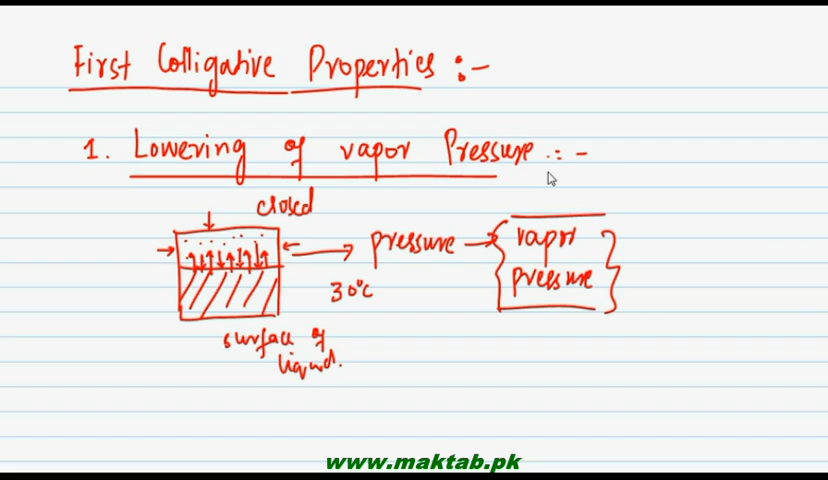 First Colligative Properties :-
1. Lowering of vapor Pressure :-
closed
pressure
vapor
pressure
30°C
surface of
liquid.
www.maktab.pk